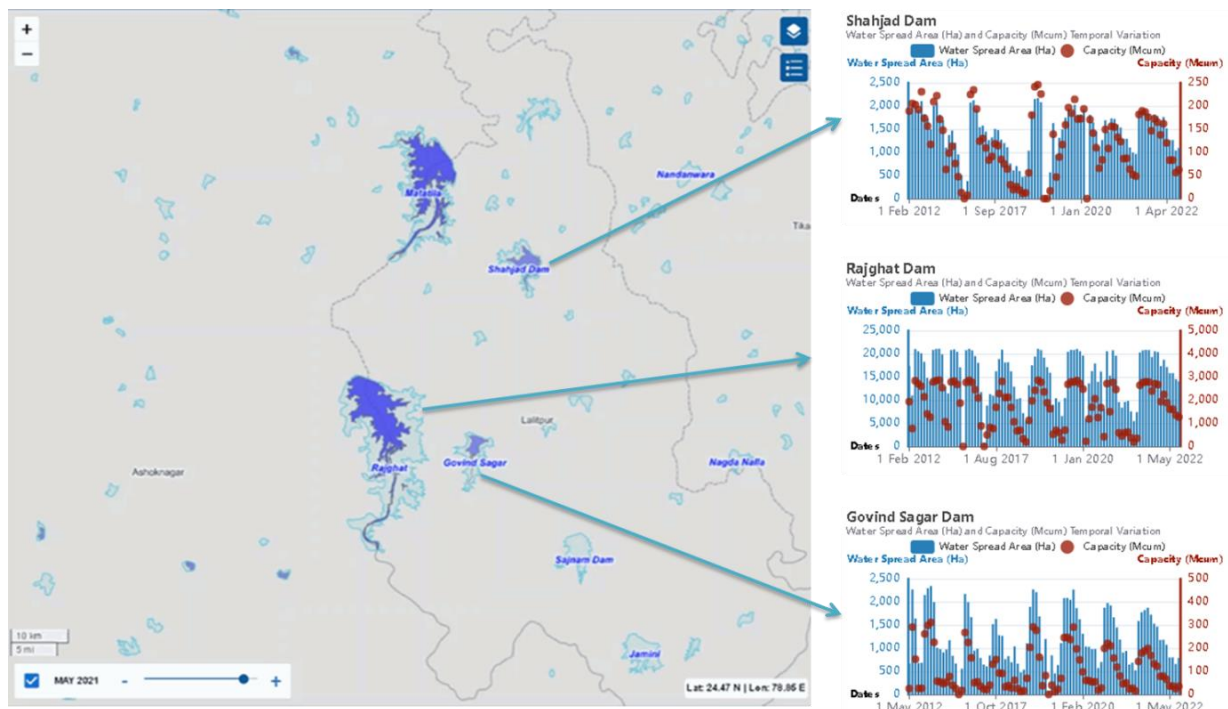 +
−
Matatila
Nandanwara
Tika
Shahjad Dam
Lalitpur
Ashoknagar
Rajghat
Govind Sagar
Nagda Nalla
Sajnam Dam
Jamini
10 km
5 mi
MAY 2021 - +
Lat: 24.47 N | Lon: 78.85 E
Shahjad Dam
Water Spread Area (Ha) and Capacity (Mcum) Temporal Variation
Water Spread Area (Ha) Capacity (Mcum)
Water Spread Area (Ha) Capacity (Mcum)
2,500 250
2,000 200
1,500 150
1,000 100
500 50
0 0
Dates
1 Feb 2012 1 Sep 2017 1 Jan 2020 1 Apr 2022
Rajghat Dam
Water Spread Area (Ha) and Capacity (Mcum) Temporal Variation
Water Spread Area (Ha) Capacity (Mcum)
Water Spread Area (Ha) Capacity (Mcum)
25,000 5,000
20,000 4,000
15,000 3,000
10,000 2,000
5,000 1,000
0 0
Dates
1 Feb 2012 1 Aug 2017 1 Jan 2020 1 May 2022
Govind Sagar Dam
Water Spread Area (Ha) and Capacity (Mcum) Temporal Variation
Water Spread Area (Ha) Capacity (Mcum)
Water Spread Area (Ha) Capacity (Mcum)
2,500 500
2,000 400
1,500 300
1,000 200
500 100
0 0
Dates
1 May 2012 1 Oct 2017 1 Feb 2020 1 May 2022